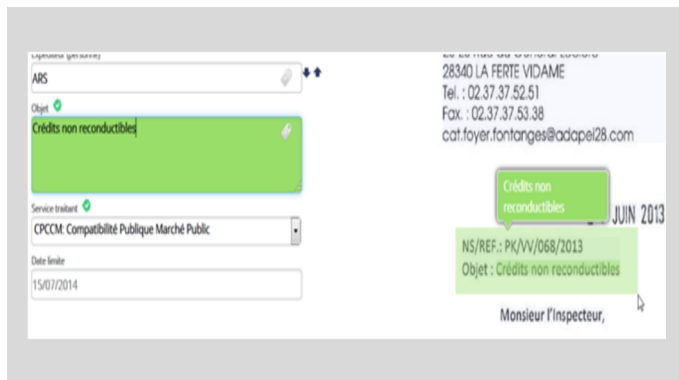 Expéditeur (personne)
ARS
Objet
Crédits non reconductibles
Service traitant
CPCCM: Compatibilité Publique Marché Public
Date limite
15/07/2014
28340 LA FERTE VIDAME
Tel. : 02.37.37.52.51
Fax. : 02.37.37.53.38
cat.foyer.fontanges@adapei28.com
Crédits non
reconductibles
JUIN 2013
NS/REF.: PK/VV/068/2013
Objet : Crédits non reconductibles
Monsieur l'Inspecteur,